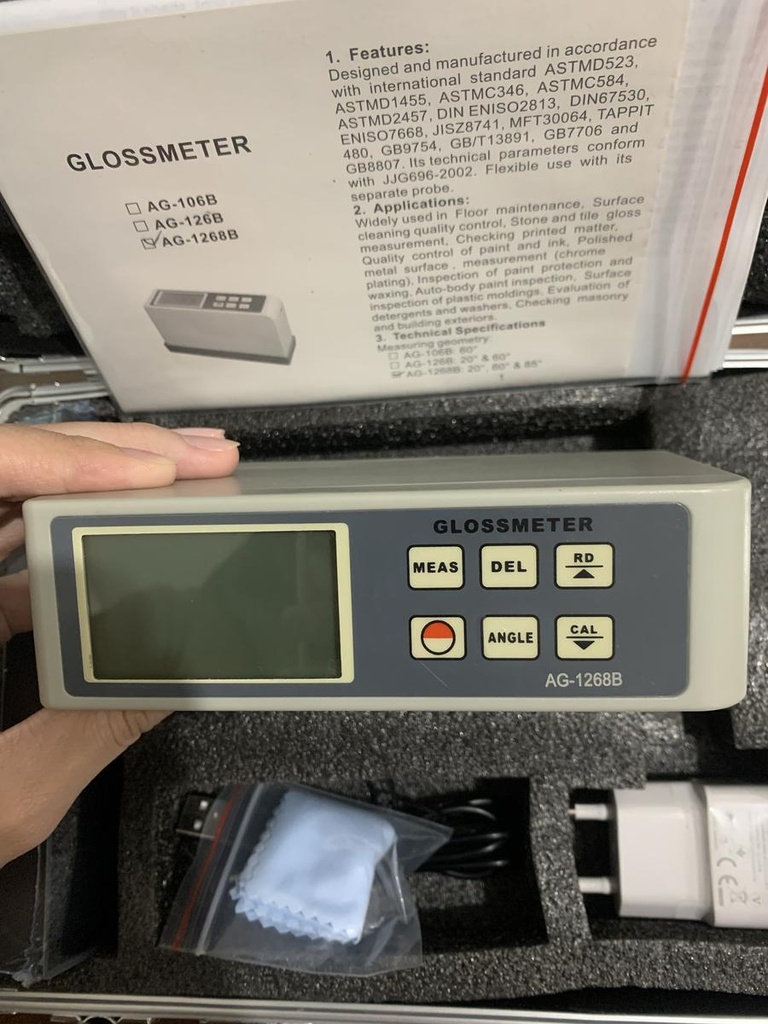 GLOSSMETER
AG-106B
AG-126B
AG-1268B
1. Features:
Designed and manufactured in accordance
with international standard ASTMD523,
ASTMD1455, ASTMC346, ASTMC584,
ASTMD2457, DIN ENISO2813, DIN67530,
ENISO7668, JISZ8741, MFT30064, TAPPIT
480, GB9754, GB/T13891, GB7706 and
GB8807. Its technical parameters conform
with JJG696-2002. Flexible use with its
separate probe.
2. Applications:
Widely used in Floor maintenance, Surface
cleaning quality control, Stone and tile gloss
measurement, Checking printed matter,
Quality control of paint and ink, Polished
metal surface , measurement (chrome
plating), Inspection of paint protection and
waxing, Auto-body paint inspection, Surface
inspection of plastic moldings, Evaluation of
detergents and washers, Checking masonry
and building exteriors.
3. Technical Specifications
Measuring geometry:
AG-106B: 60°
AG-126B: 20° & 60°
AG-1268B: 20°, 60° & 85°
GLOSSMETER
MEAS
DEL
RD
ANGLE
CAL
AG-1268B
CE